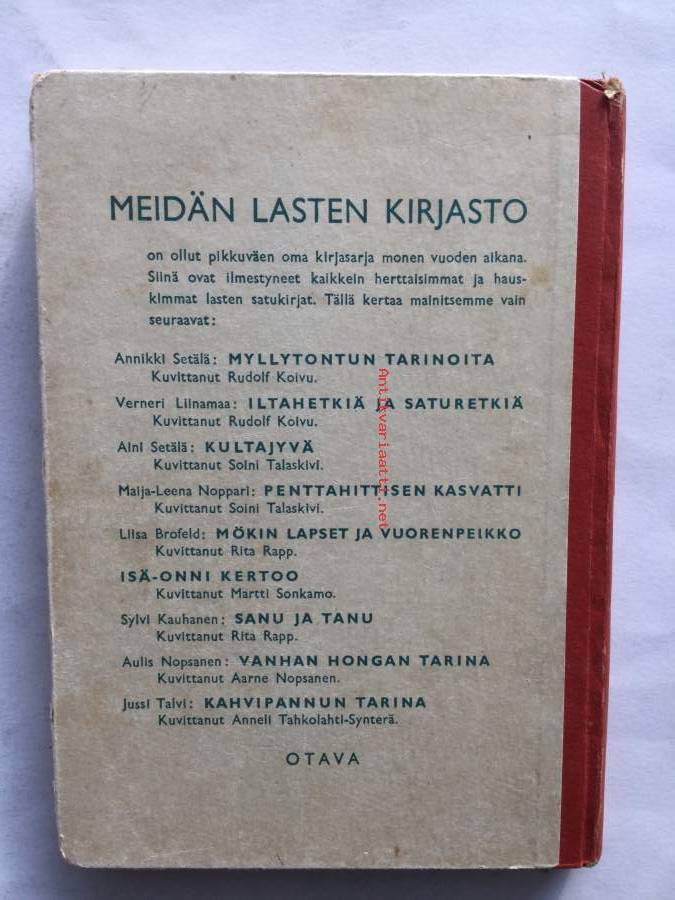 MEIDÄN LASTEN KIRJASTO
on ollut pikkuväen oma kirjasarja monen vuoden aikana.
Siinä ovat ilmestyneet kaikkein herttaisimmat ja haus-
kimmat lasten satukirjat. Tällä kertaa mainitsemme vain
seuraavat:
Annikki Setälä: MYLLYTONTUN TARINOITA
Kuvittanut Rudolf Koivu.
Verneri Liinamaa: ILTAHETKIÄ JA SATURETKIÄ
Kuvittanut Rudolf Koivu.
Aini Setälä: KULTAJYVÄ
Kuvittanut Soini Talaskivi.
Maija-Leena Noppari: PENTTAHITTISEN KASVATTI
Kuvittanut Soini Talaskivi.
Liisa Brofeld: MÖKIN LAPSET JA VUORENPEIKKO
Kuvittanut Rita Rapp.
ISÄ-ONNI KERTOO
Kuvittanut Martti Sonkamo.
Sylvi Kauhanen: SANU JA TANU
Kuvittanut Rita Rapp.
Aulis Nopsanen: VANHAN HONGAN TARINA
Kuvittanut Aarne Nopsanen.
Jussi Talvi: KAHVIPANNUN TARINA
Kuvittanut Anneli Tahkolahti-Synterä.
OTAVA
Antikvariaatti.net